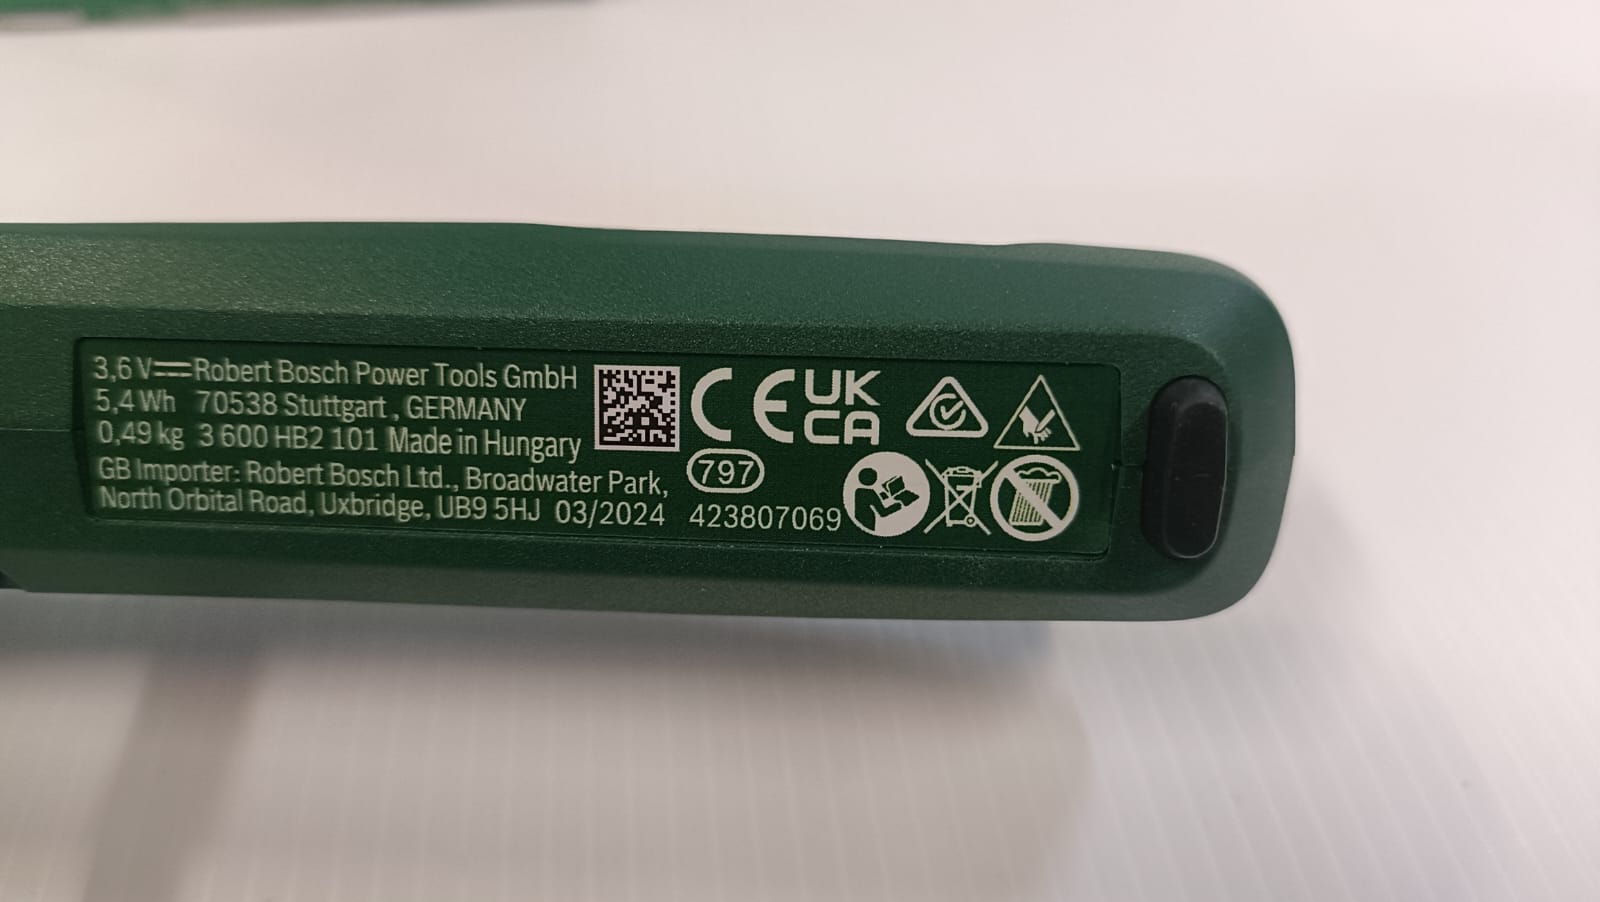 3,6 V⎓Robert Bosch Power Tools GmbH
5,4 Wh 70538 Stuttgart , GERMANY
0,49 kg 3 600 HB2 101 Made in Hungary
GB Importer: Robert Bosch Ltd., Broadwater Park,
North Orbital Road, Uxbridge, UB9 5HJ 03/2024 423807069
797
CE
UK
CA